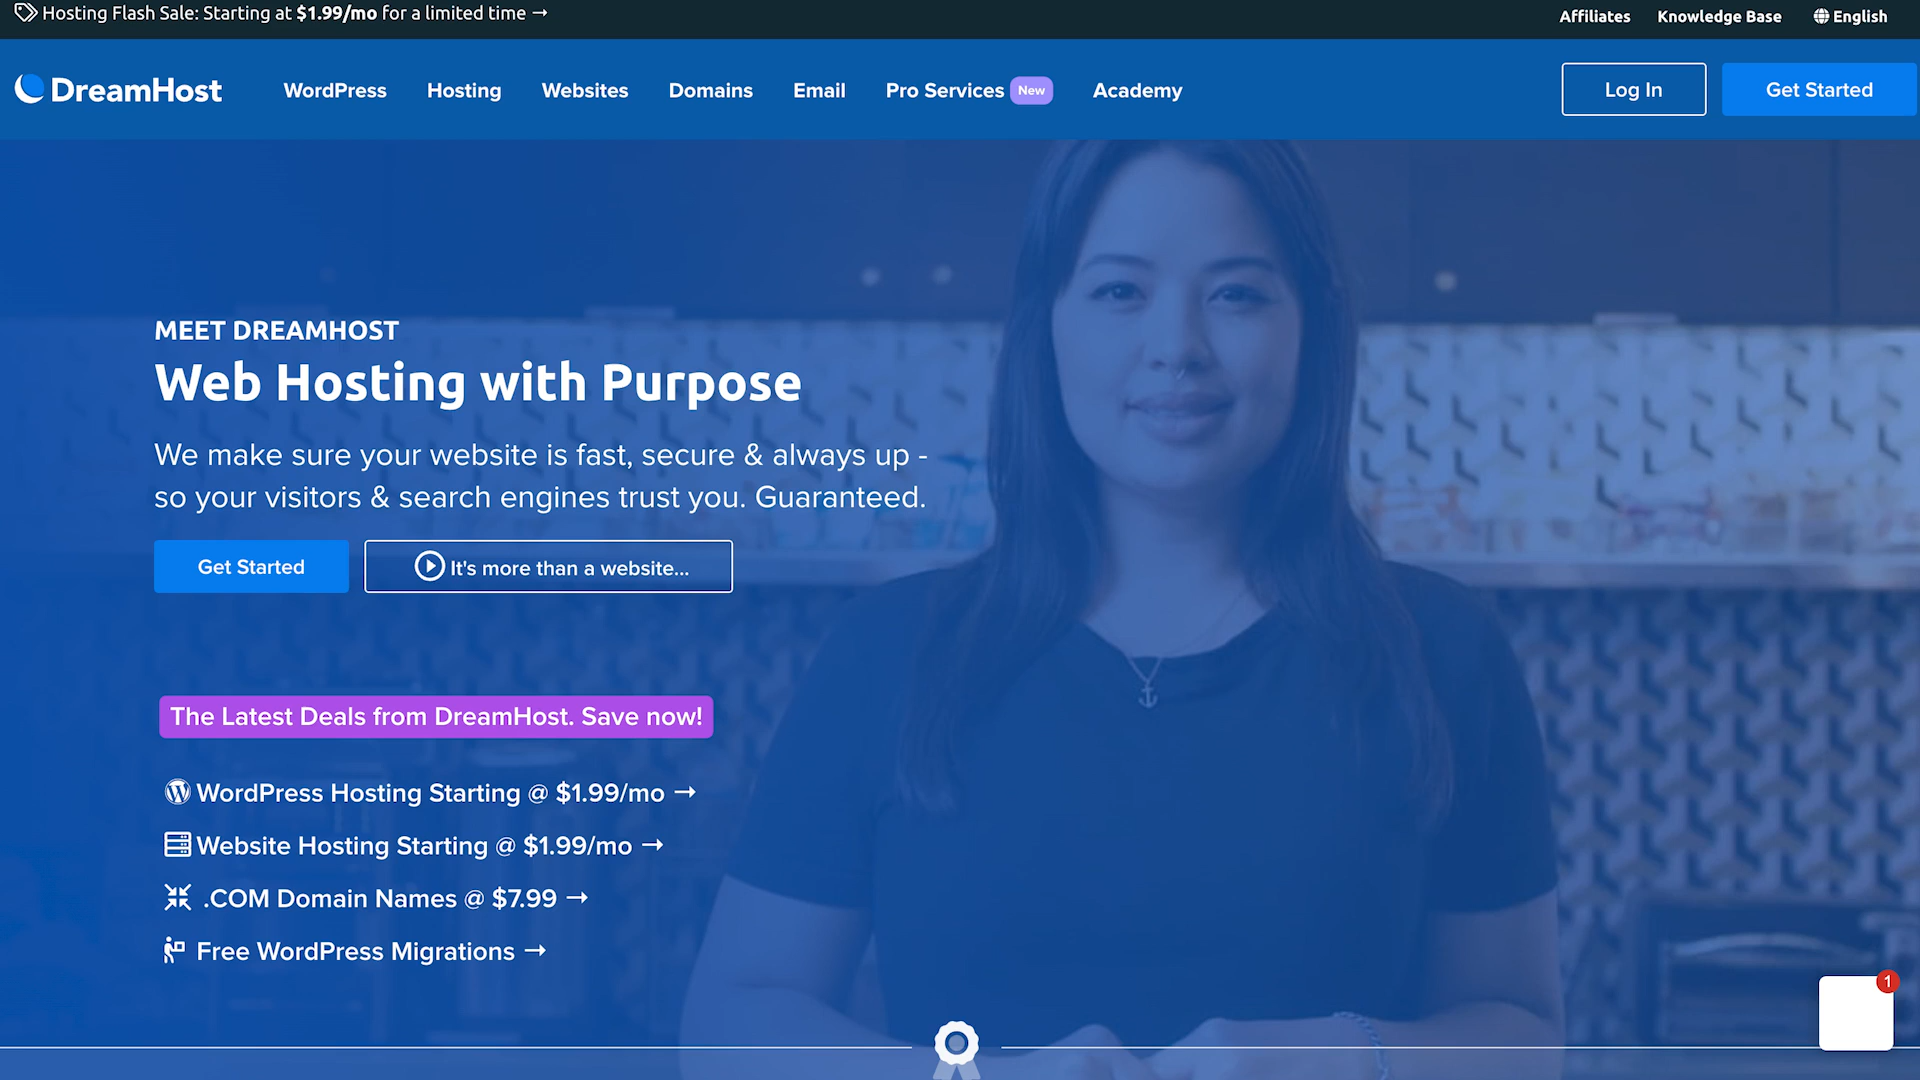 Hosting Flash Sale: Starting at $1.99/mo for a limited time →
Affiliates Knowledge Base English
DreamHost WordPress Hosting Websites Domains Email Pro Services New Academy Log In Get Started
MEET DREAMHOST
Web Hosting with Purpose
We make sure your website is fast, secure & always up -
so your visitors & search engines trust you. Guaranteed.
Get Started It's more than a website...
The Latest Deals from DreamHost. Save now!
WordPress Hosting Starting @ $1.99/mo →
Website Hosting Starting @ $1.99/mo →
.COM Domain Names @ $7.99 →
Free WordPress Migrations →
1